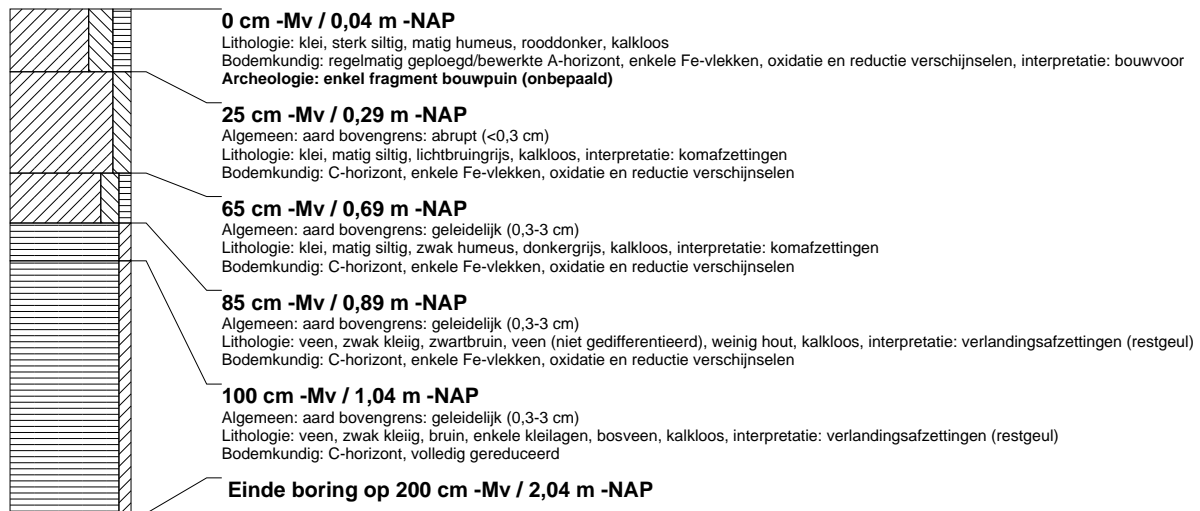 0 cm -Mv / 0,04 m -NAP
Lithologie: klei, sterk siltig, matig humeus, rooddonker, kalkloos
Bodemkundig: regelmatig geploegd/bewerkte A-horizont, enkele Fe-vlekken, oxidatie en reductie verschijnselen, interpretatie: bouwvoor
Archeologie: enkel fragment bouwpuin (onbepaald)
25 cm -Mv / 0,29 m -NAP
Algemeen: aard bovengrens: abrupt (<0,3 cm)
Lithologie: klei, matig siltig, lichtbruingrijs, kalkloos, interpretatie: komafzettingen
Bodemkundig: C-horizont, enkele Fe-vlekken, oxidatie en reductie verschijnselen
65 cm -Mv / 0,69 m -NAP
Algemeen: aard bovengrens: geleidelijk (0,3-3 cm)
Lithologie: klei, matig siltig, zwak humeus, donkergrijs, kalkloos, interpretatie: komafzettingen
Bodemkundig: C-horizont, enkele Fe-vlekken, oxidatie en reductie verschijnselen
85 cm -Mv / 0,89 m -NAP
Algemeen: aard bovengrens: geleidelijk (0,3-3 cm)
Lithologie: veen, zwak kleiig, zwartbruin, veen (niet gedifferentieerd), weinig hout, kalkloos, interpretatie: verlandingsafzettingen (restgeul)
Bodemkundig: C-horizont, enkele Fe-vlekken, oxidatie en reductie verschijnselen
100 cm -Mv / 1,04 m -NAP
Algemeen: aard bovengrens: geleidelijk (0,3-3 cm)
Lithologie: veen, zwak kleiig, bruin, enkele kleilagen, bosveen, kalkloos, interpretatie: verlandingsafzettingen (restgeul)
Bodemkundig: C-horizont, volledig gereduceerd
Einde boring op 200 cm -Mv / 2,04 m -NAP